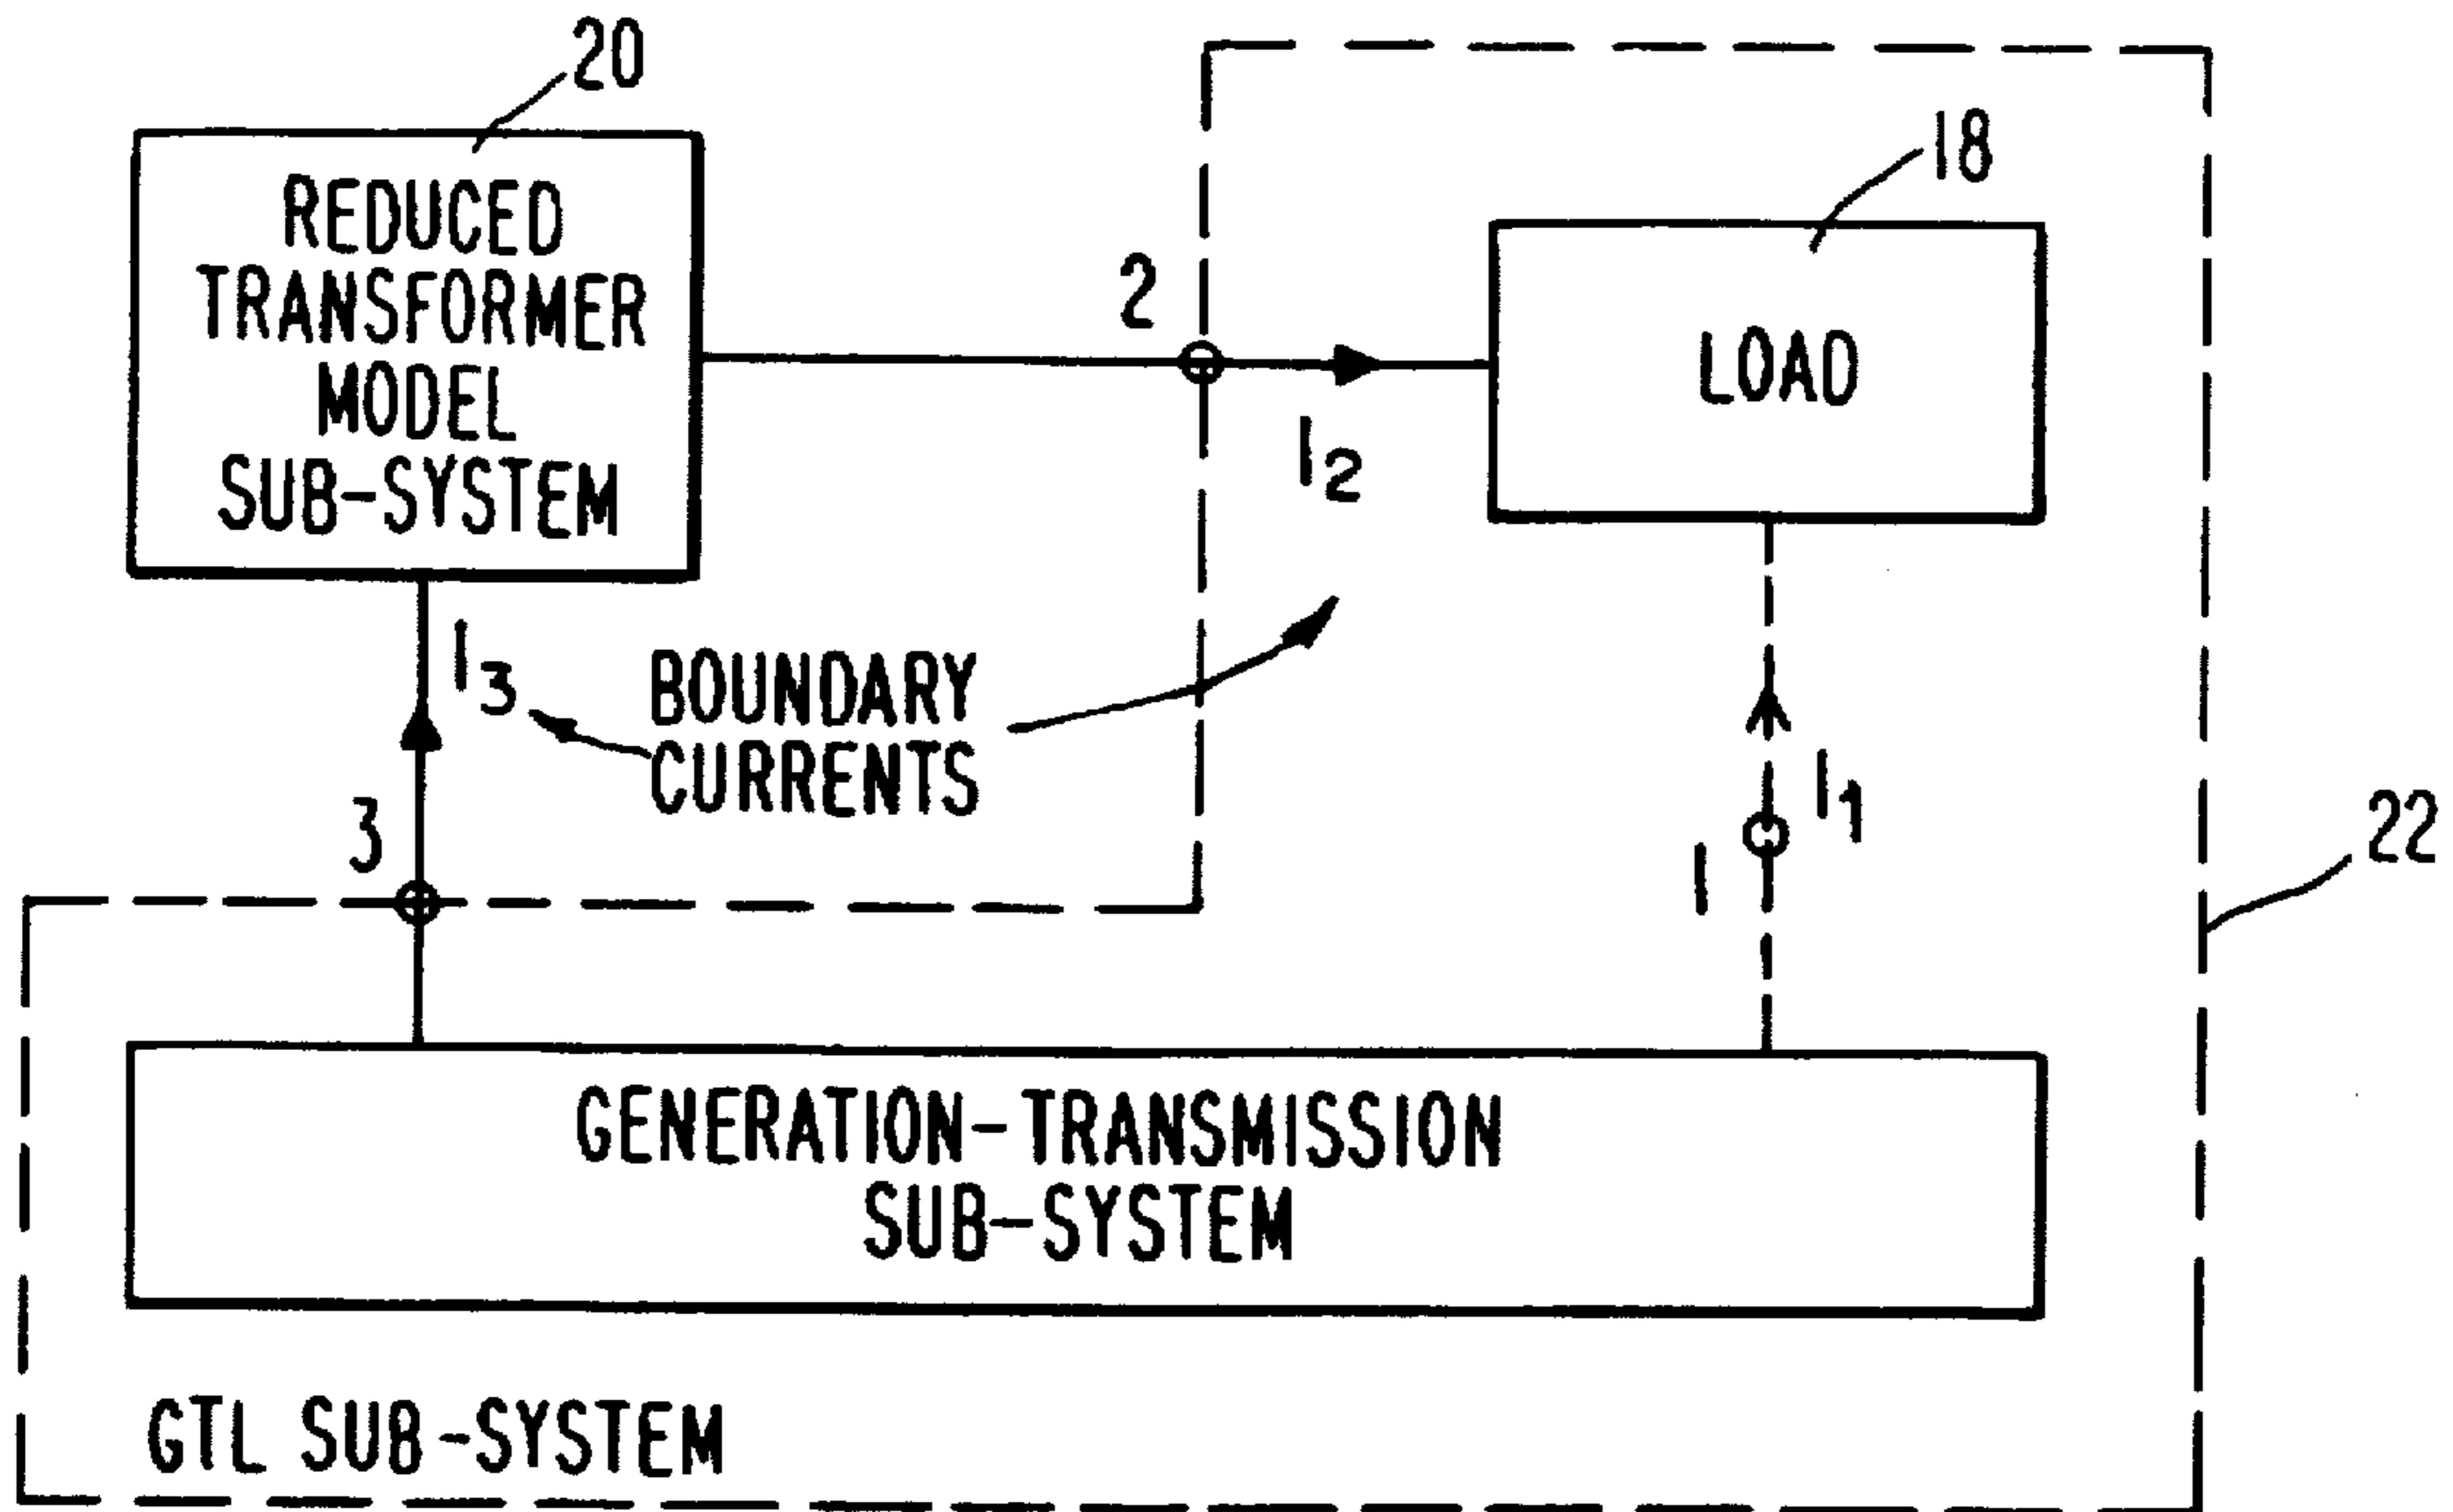 20
REDUCED
TRANSFORMER
MODEL
SUB-SYSTEM
18
LOAD
2
I2
I3
BOUNDARY
CURRENTS
3
I1
1
22
GENERATION-TRANSMISSION
SUB-SYSTEM
GTL SUB-SYSTEM